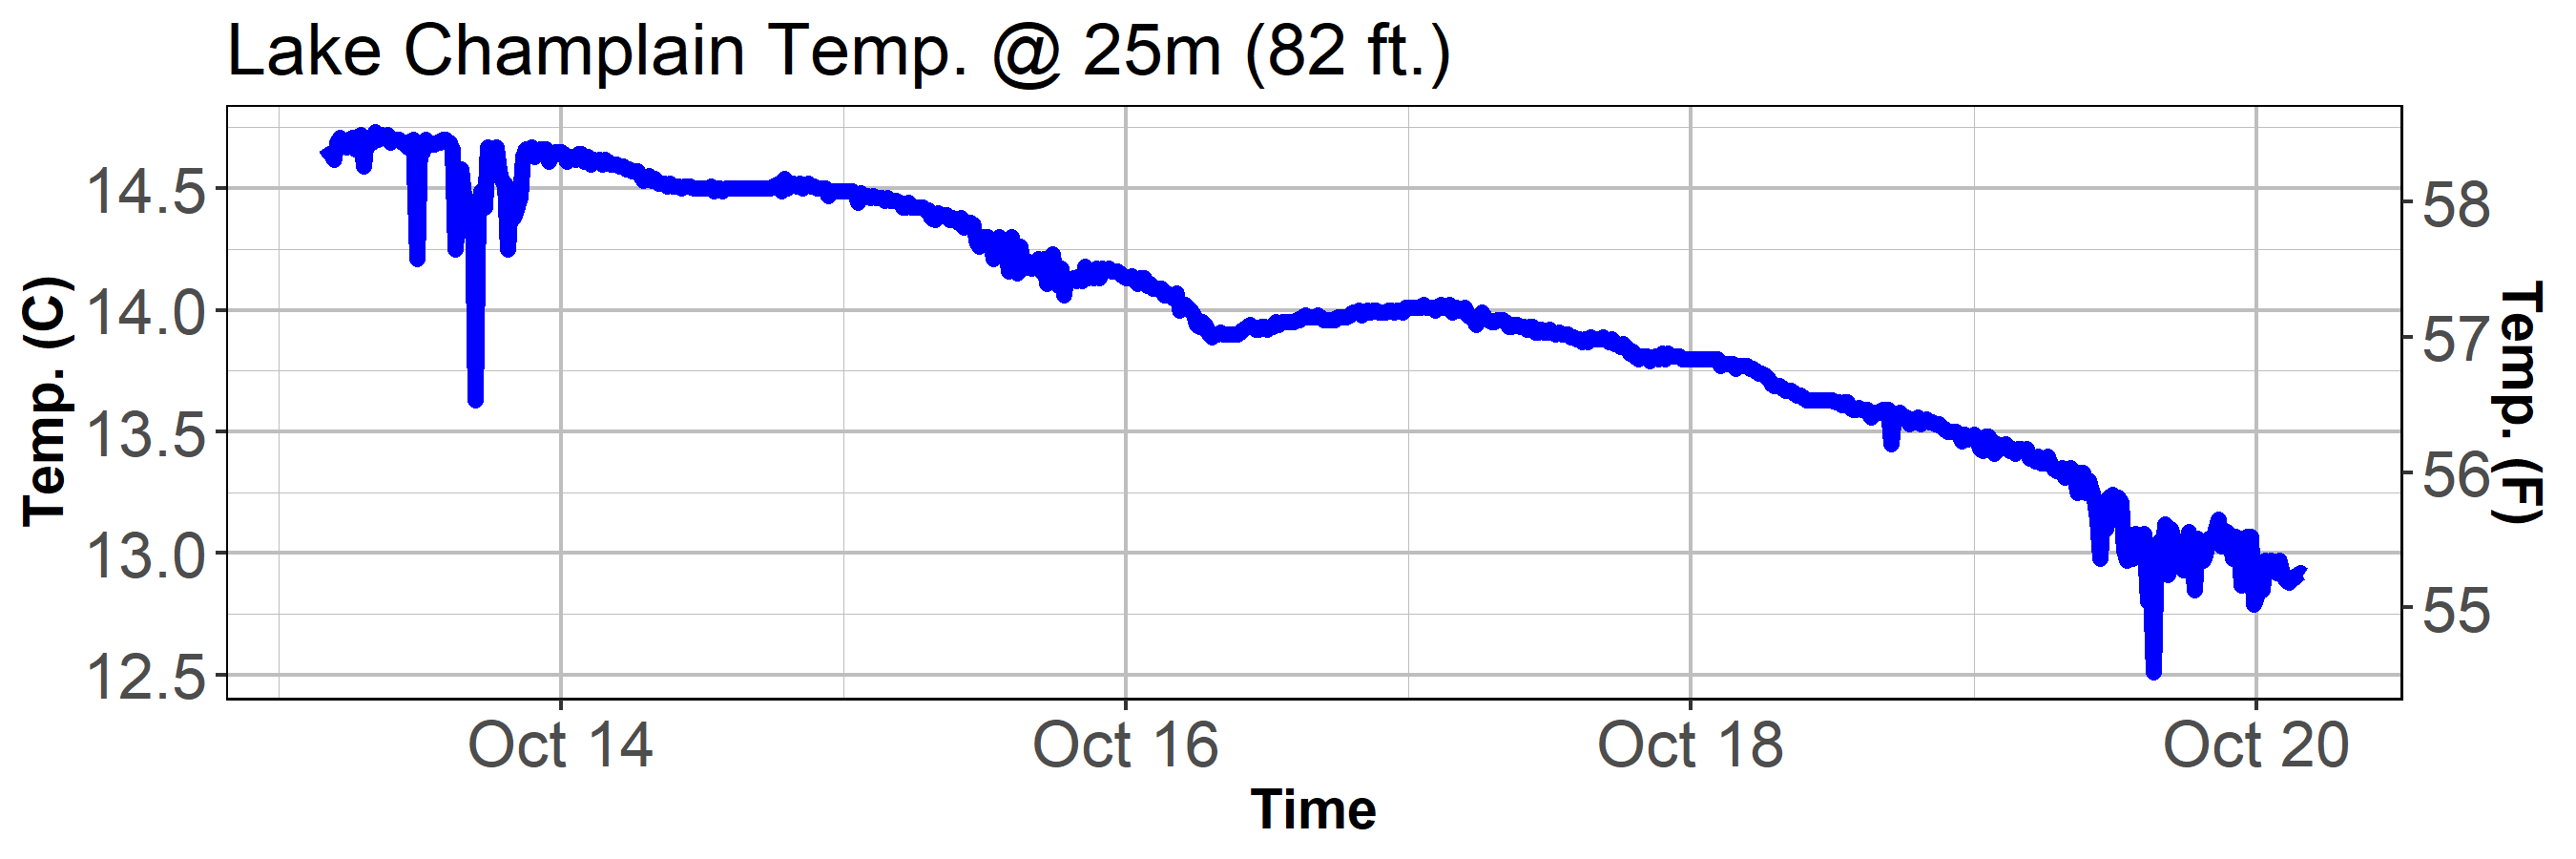 Lake Champlain Temp. @ 25m (82 ft.)
Temp. (C)
14.5
14.0
13.5
13.0
12.5
58
57
56
55
Temp. (F)
Oct 14
Oct 16
Oct 18
Oct 20
Time